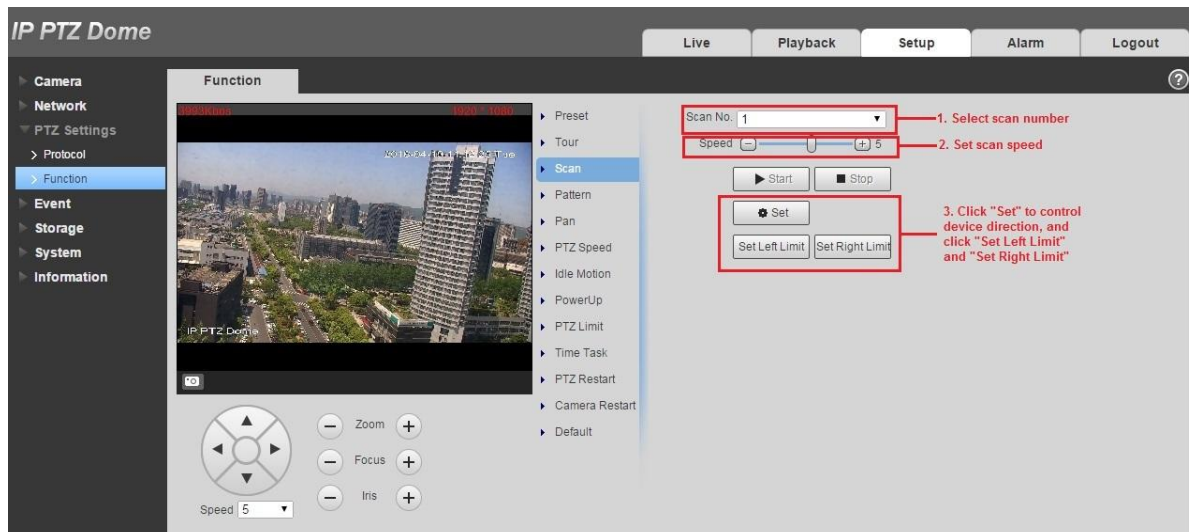 IP PTZ Dome
Live
Playback
Setup
Alarm
Logout
Camera
Network
PTZ Settings
Protocol
Function
Event
Storage
System
Information
Function
?
1920 * 1080
IP PTZ Dome
Preset
Tour
Scan
Pattern
Pan
PTZ Speed
Idle Motion
PowerUp
PTZ Limit
Time Task
PTZ Restart
Camera Restart
Default
Scan No. 1
Speed 5
Start
Stop
Set
Set Left Limit
Set Right Limit
1. Select scan number
2. Set scan speed
3. Click "Set" to control
device direction, and
click "Set Left Limit"
and "Set Right Limit"
Zoom
Focus
Iris
Speed 5